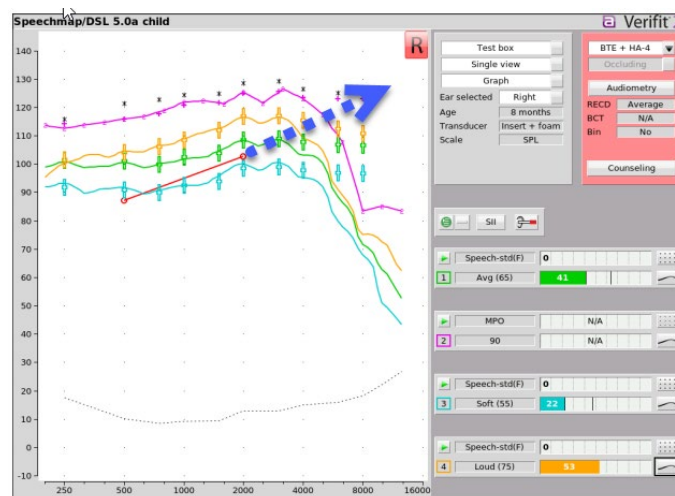 Speechmap/DSL 5.0a child
R
Verifit
140
130
120
110
100
90
80
70
60
50
40
30
20
10
0
-10
250 500 1000 2000 4000 8000 16000
Test box
Single view
Graph
Ear selected Right
Age 8 months
Transducer Insert + foam
Scale SPL
BTE + HA-4
Occluding
Audiometry
RECD Average
BCT N/A
Bin No
Counseling
SII
Speech-std(F) 0
1 Avg (65) 41
MPO N/A
2 90 N/A
Speech-std(F) 0
3 Soft (55) 22
Speech-std(F) 0
4 Loud (75) 53